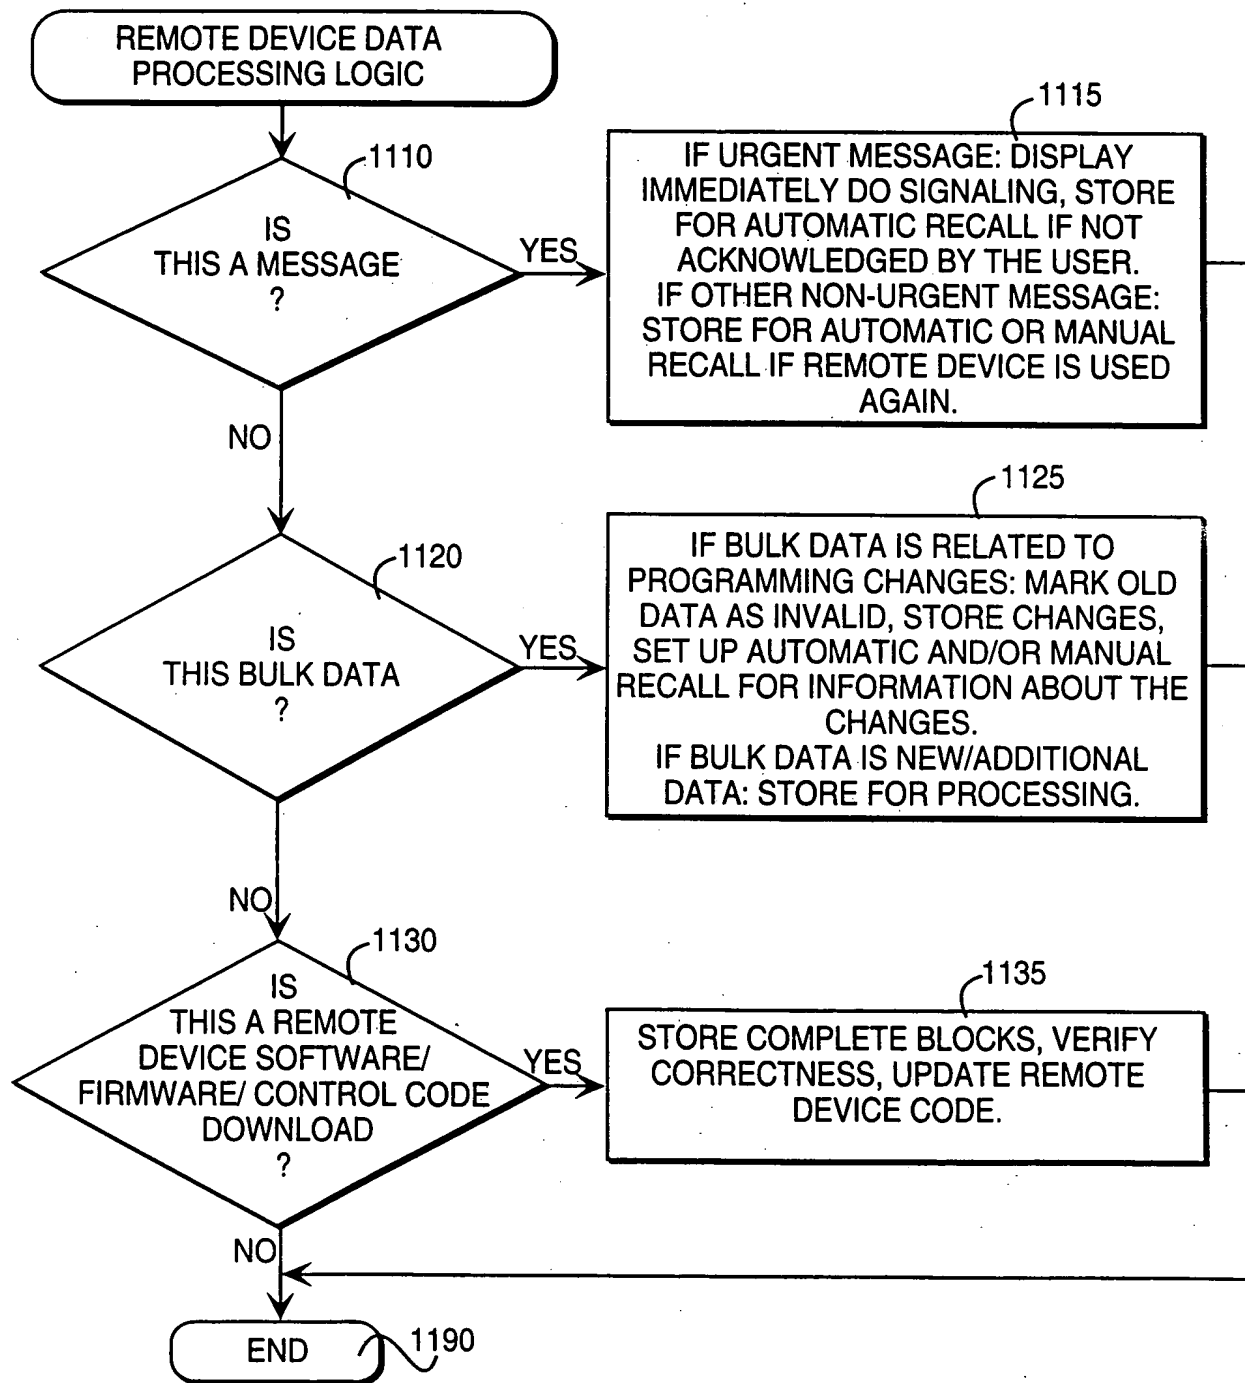 REMOTE DEVICE DATA
PROCESSING LOGIC
1110
IS
THIS A MESSAGE
?
YES
NO
1115
IF URGENT MESSAGE: DISPLAY
IMMEDIATELY DO SIGNALING, STORE
FOR AUTOMATIC RECALL IF NOT
ACKNOWLEDGED BY THE USER.
IF OTHER NON-URGENT MESSAGE:
STORE FOR AUTOMATIC OR MANUAL
RECALL IF REMOTE DEVICE IS USED
AGAIN.
1120
IS
THIS BULK DATA
?
YES
NO
1125
IF BULK DATA IS RELATED TO
PROGRAMMING CHANGES: MARK OLD
DATA AS INVALID, STORE CHANGES,
SET UP AUTOMATIC AND/OR MANUAL
RECALL FOR INFORMATION ABOUT THE
CHANGES.
IF BULK DATA IS NEW/ADDITIONAL
DATA: STORE FOR PROCESSING.
1130
IS
THIS A REMOTE
DEVICE SOFTWARE/
FIRMWARE/ CONTROL CODE
DOWNLOAD
?
YES
NO
1135
STORE COMPLETE BLOCKS, VERIFY
CORRECTNESS, UPDATE REMOTE
DEVICE CODE.
END
1190